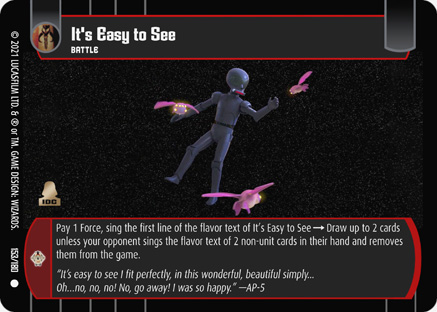 It's Easy to See
BATTLE
© 2021 LUCASFILM LTD. & ® or TM. GAME DESIGN: WIZARDS.
153/180
IDC
Pay 1 Force, sing the first line of the flavor text of It's Easy to See → Draw up to 2 cards
unless your opponent sings the flavor text of 2 non-unit cards in their hand and removes
them from the game.
"It's easy to see I fit perfectly, in this wonderful, beautiful simply...
Oh...no, no, no! No, go away! I was so happy." —AP-5